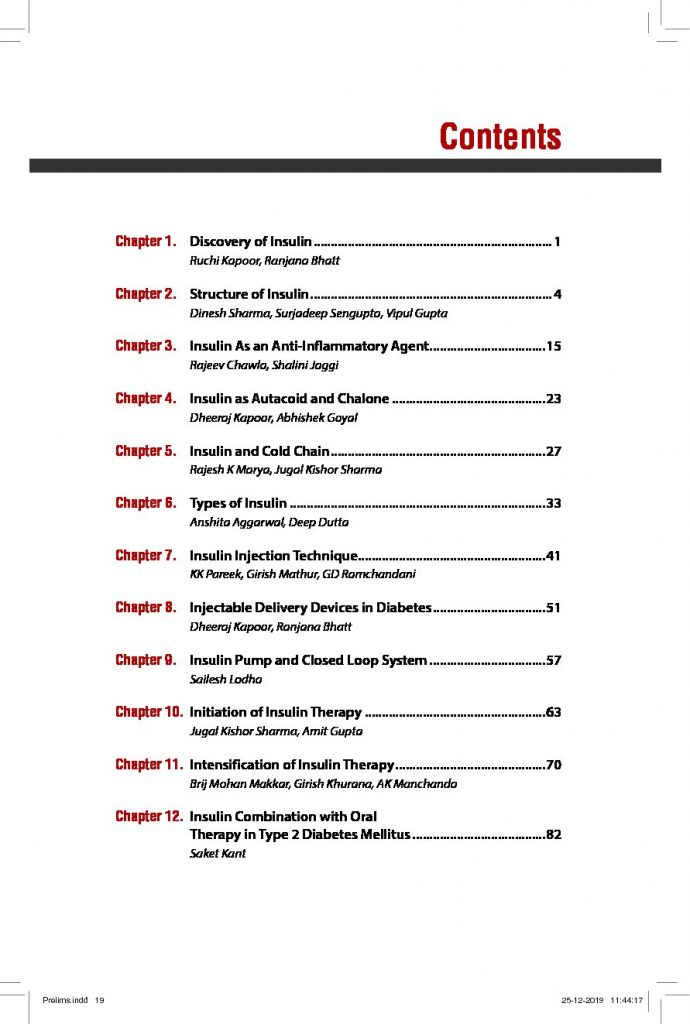 Contents
Chapter 1. Discovery of Insulin ..................................................................... 1
Ruchi Kapoor, Ranjana Bhatt
Chapter 2. Structure of Insulin ...................................................................... 4
Dinesh Sharma, Surjadeep Sengupta, Vipul Gupta
Chapter 3. Insulin As an Anti-Inflammatory Agent..................................15
Rajeev Chawla, Shalini Jaggi
Chapter 4. Insulin as Autacoid and Chalone .............................................23
Dheeraj Kapoor, Abhishek Goyal
Chapter 5. Insulin and Cold Chain...............................................................27
Rajesh K Marya, Jugal Kishor Sharma
Chapter 6. Types of Insulin ...........................................................................33
Anshita Aggarwal, Deep Dutta
Chapter 7. Insulin Injection Technique.......................................................41
KK Pareek, Girish Mathur, GD Ramchandani
Chapter 8. Injectable Delivery Devices in Diabetes.................................51
Dheeraj Kapoor, Ranjana Bhatt
Chapter 9. Insulin Pump and Closed Loop System ..................................57
Sailesh Lodha
Chapter 10. Initiation of Insulin Therapy .....................................................63
Jugal Kishor Sharma, Amit Gupta
Chapter 11. Intensification of Insulin Therapy............................................70
Brij Mohan Makkar, Girish Khurana, AK Manchanda
Chapter 12. Insulin Combination with Oral
Therapy in Type 2 Diabetes Mellitus .......................................82
Saket Kant
Prelims.indd 19 25-12-2019 11:44:17